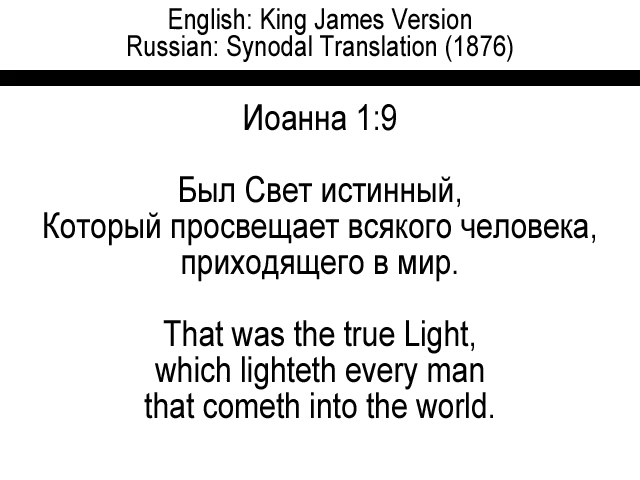 English: King James Version
Russian: Synodal Translation (1876)
Иоанна 1:9
Был Свет истинный,
Который просвещает всякого человека,
приходящего в мир.
That was the true Light,
which lighteth every man
that cometh into the world.